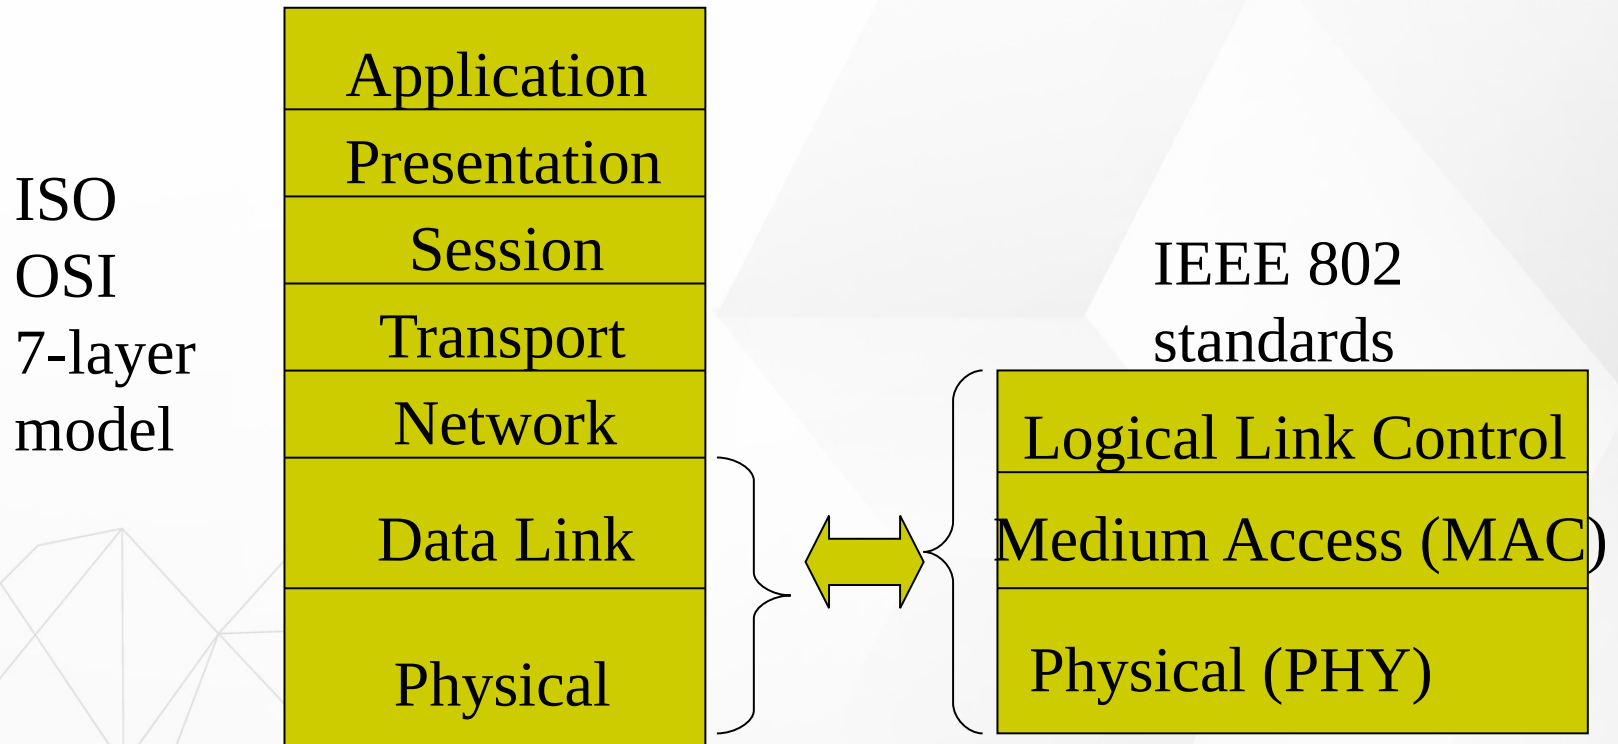 ISO
OSI
7-layer
model
Application
Presentation
Session
Transport
Network
Data Link
Physical
IEEE 802
standards
Logical Link Control
Medium Access (MAC)
Physical (PHY)